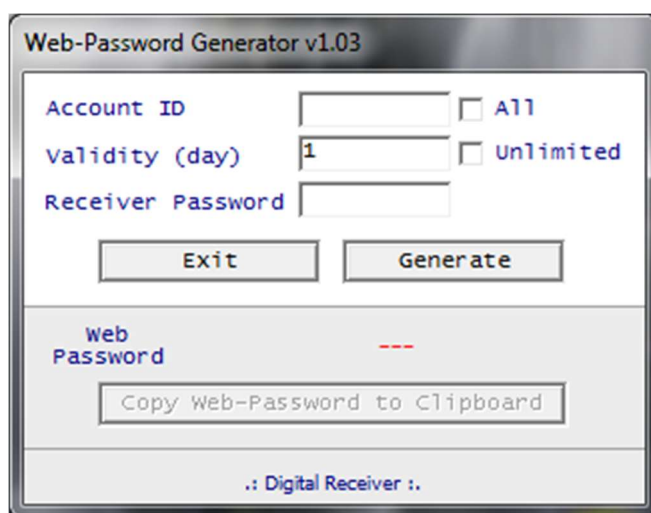 Web-Password Generator v1.03
Account ID All
Validity (day) 1 Unlimited
Receiver Password
Exit Generate
Web
Password ---
Copy Web-Password to Clipboard
.: Digital Receiver :.